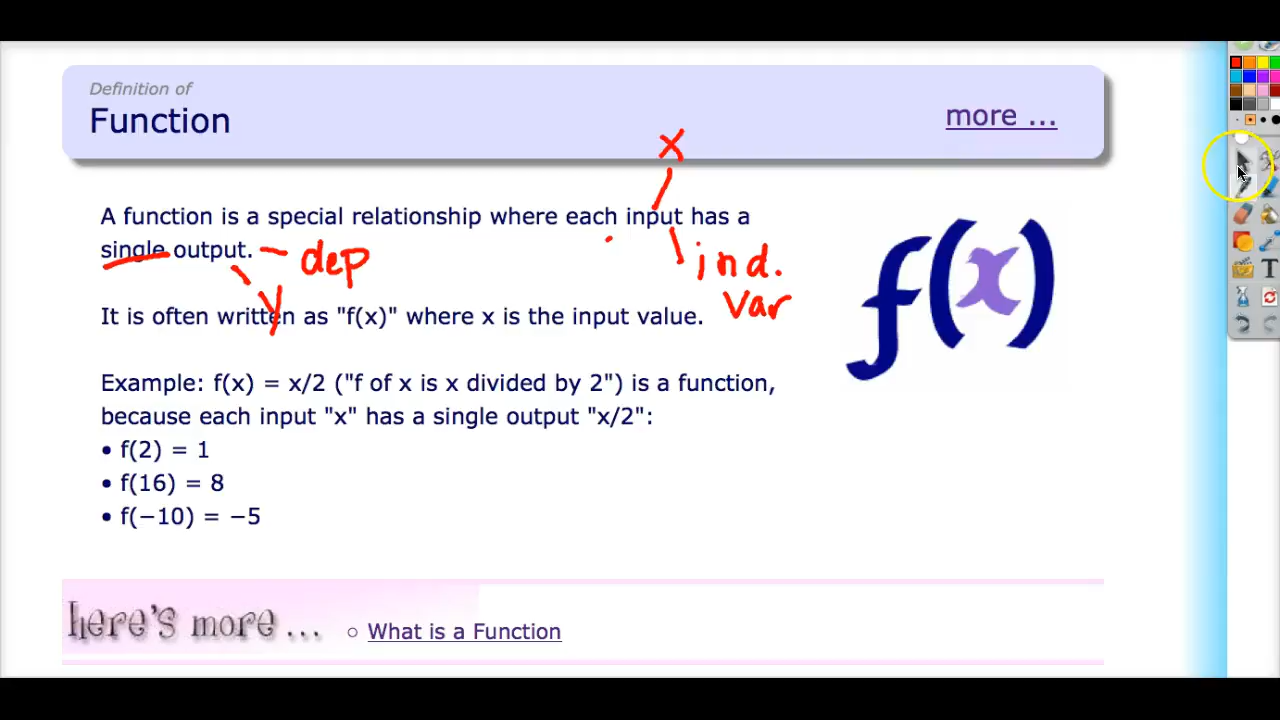 Definition of
Function
more ...
x
A function is a special relationship where each input has a
single output.
dep
ind.
var
y
It is often written as "f(x)" where x is the input value.
f(x)
Example: f(x) = x/2 ("f of x is x divided by 2") is a function,
because each input "x" has a single output "x/2":
• f(2) = 1
• f(16) = 8
• f(−10) = −5
here's more ...
○ What is a Function
T